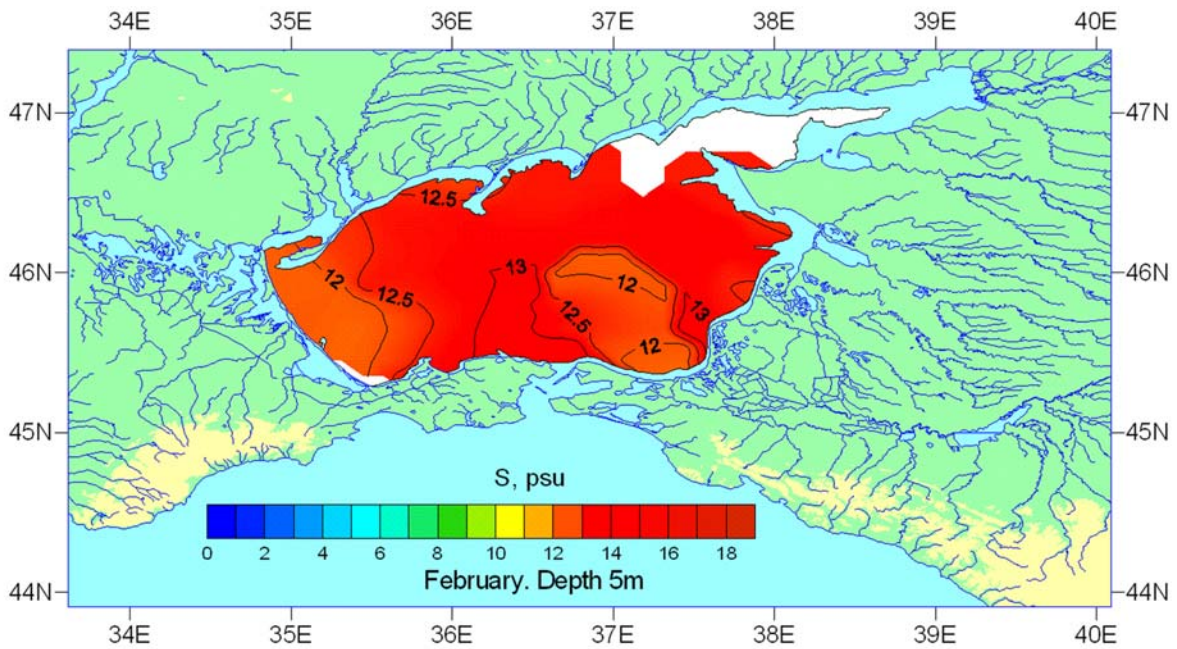 34E 35E 36E 37E 38E 39E 40E
47N 47N
12.5
46N 46N
12 13 12
12.5 12.5 13
12
45N 45N
S, psu
0 2 4 6 8 10 12 14 16 18
February. Depth 5m
44N 44N
34E 35E 36E 37E 38E 39E 40E